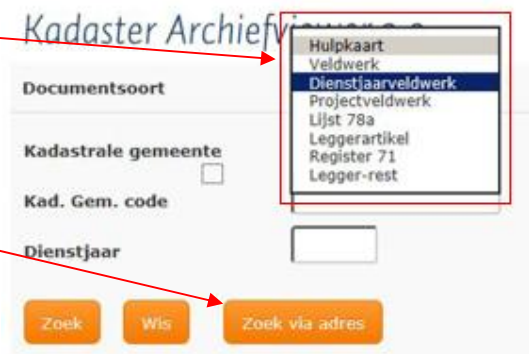 Kadaster Archiefviewer
Hulpkaart
Veldwerk
Dienstjaarveldwerk
Projectveldwerk
Lijst 78a
Leggerartikel
Register 71
Legger-rest
Documentsoort
Kadastrale gemeente
Kad. Gem. code
Dienstjaar
Zoek
Wis
Zoek via adres